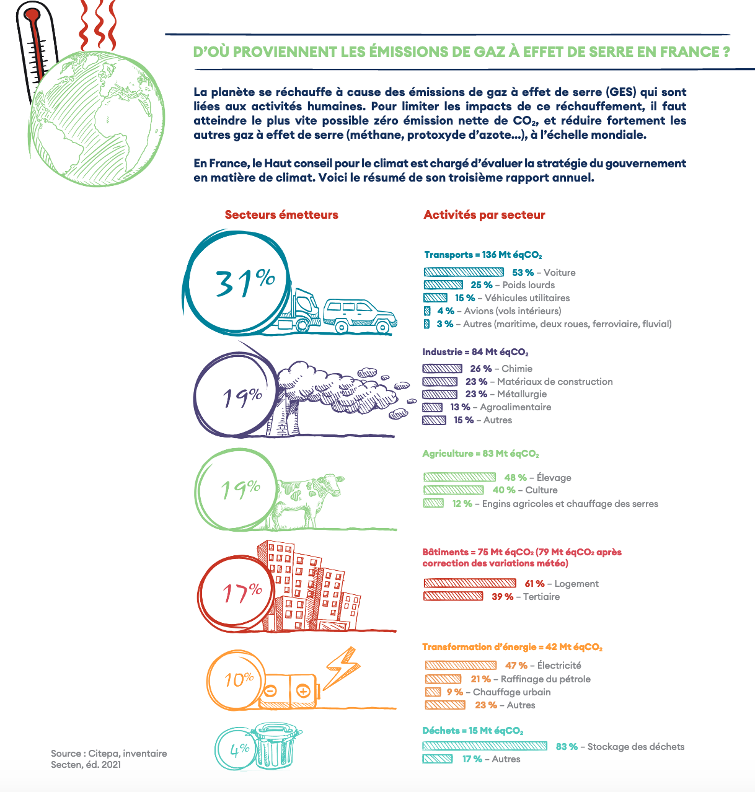 D'OÙ PROVIENNENT LES ÉMISSIONS DE GAZ À EFFET DE SERRE EN FRANCE ?
La planète se réchauffe à cause des émissions de gaz à effet de serre (GES) qui sont
liées aux activités humaines. Pour limiter les impacts de ce réchauffement, il faut
atteindre le plus vite possible zéro émission nette de CO₂, et réduire fortement les
autres gaz à effet de serre (méthane, protoxyde d'azote...), à l'échelle mondiale.
En France, le Haut conseil pour le climat est chargé d'évaluer la stratégie du gouvernement
en matière de climat. Voici le résumé de son troisième rapport annuel.
Secteurs émetteurs
Activités par secteur
31%
Transports = 136 Mt éqCO₂
53 % – Voiture
25 % – Poids lourds
15 % – Véhicules utilitaires
4 % – Avions (vols intérieurs)
3 % – Autres (maritime, deux roues, ferroviaire, fluvial)
19%
Industrie = 84 Mt éqCO₂
26 % – Chimie
23 % – Matériaux de construction
23 % – Métallurgie
13 % – Agroalimentaire
15 % – Autres
19%
Agriculture = 83 Mt éqCO₂
48 % – Élevage
40 % – Culture
12 % – Engins agricoles et chauffage des serres
17%
Bâtiments = 75 Mt éqCO₂ (79 Mt éqCO₂ après
correction des variations météo)
61 % – Logement
39 % – Tertiaire
10%
Transformation d'énergie = 42 Mt éqCO₂
47 % – Électricité
21 % – Raffinage du pétrole
9 % – Chauffage urbain
23 % – Autres
4%
Déchets = 15 Mt éqCO₂
83 % – Stockage des déchets
17 % – Autres
Source : Citepa, inventaire
Secten, éd. 2021